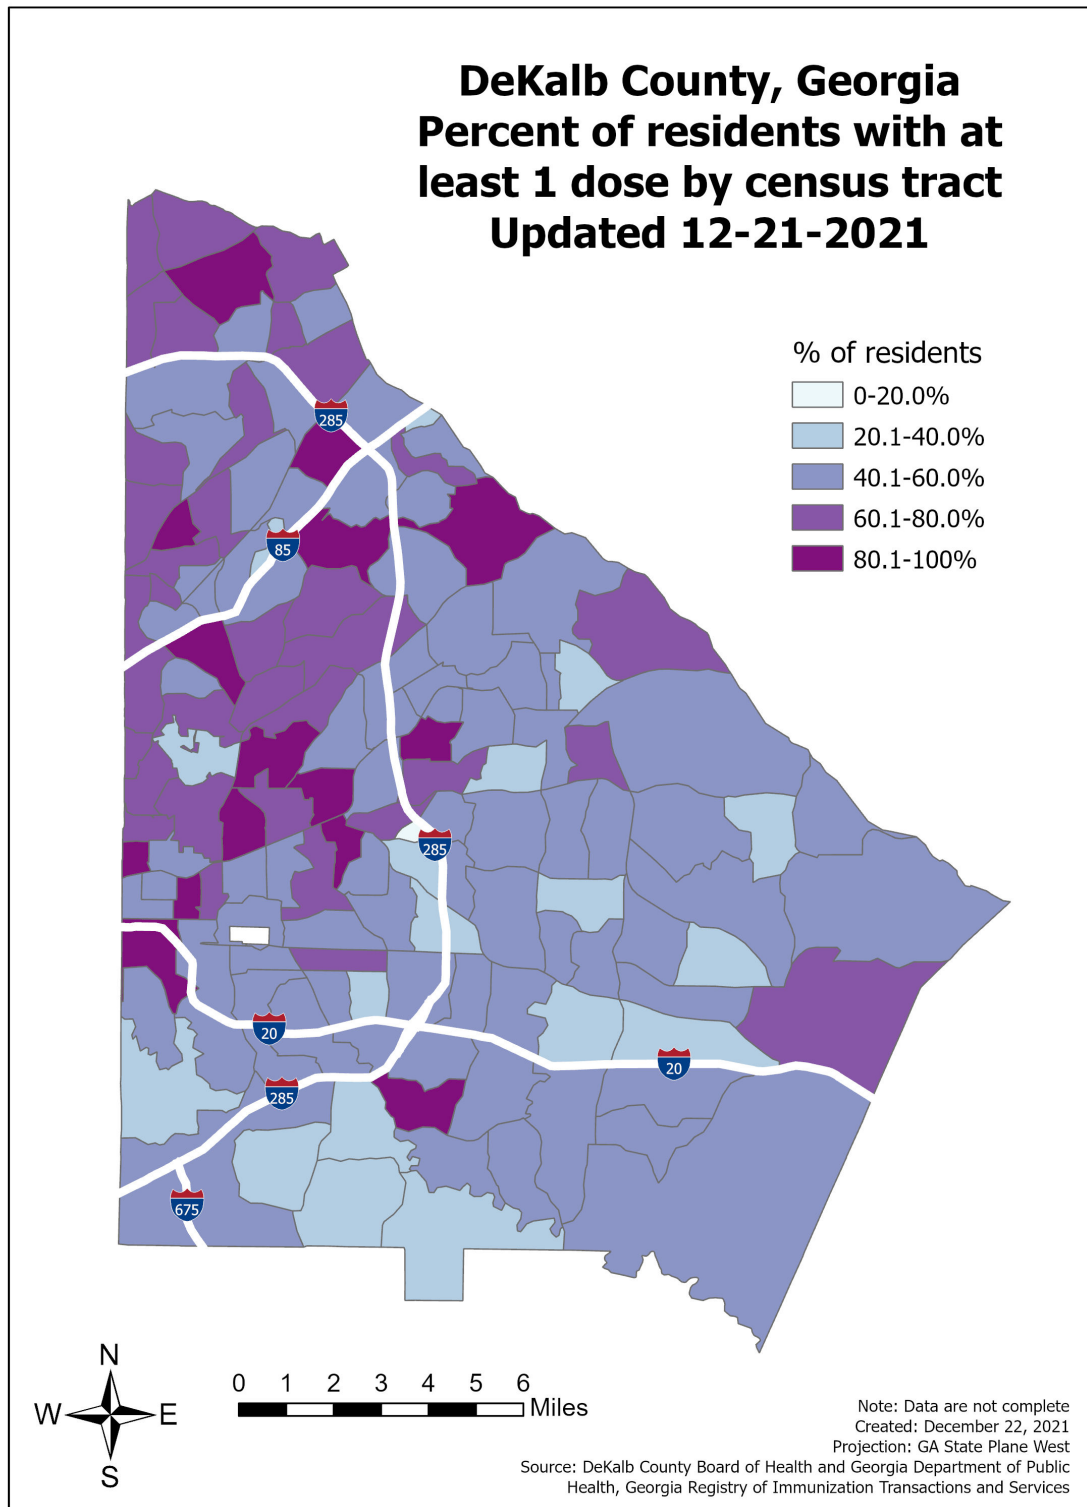 DeKalb County, Georgia
Percent of residents with at
least 1 dose by census tract
Updated 12-21-2021
% of residents
0-20.0%
20.1-40.0%
40.1-60.0%
60.1-80.0%
80.1-100%
285
85
285
20
20
285
675
N
W E
S
0 1 2 3 4 5 6
Miles
Note: Data are not complete
Created: December 22, 2021
Projection: GA State Plane West
Source: DeKalb County Board of Health and Georgia Department of Public
Health, Georgia Registry of Immunization Transactions and Services